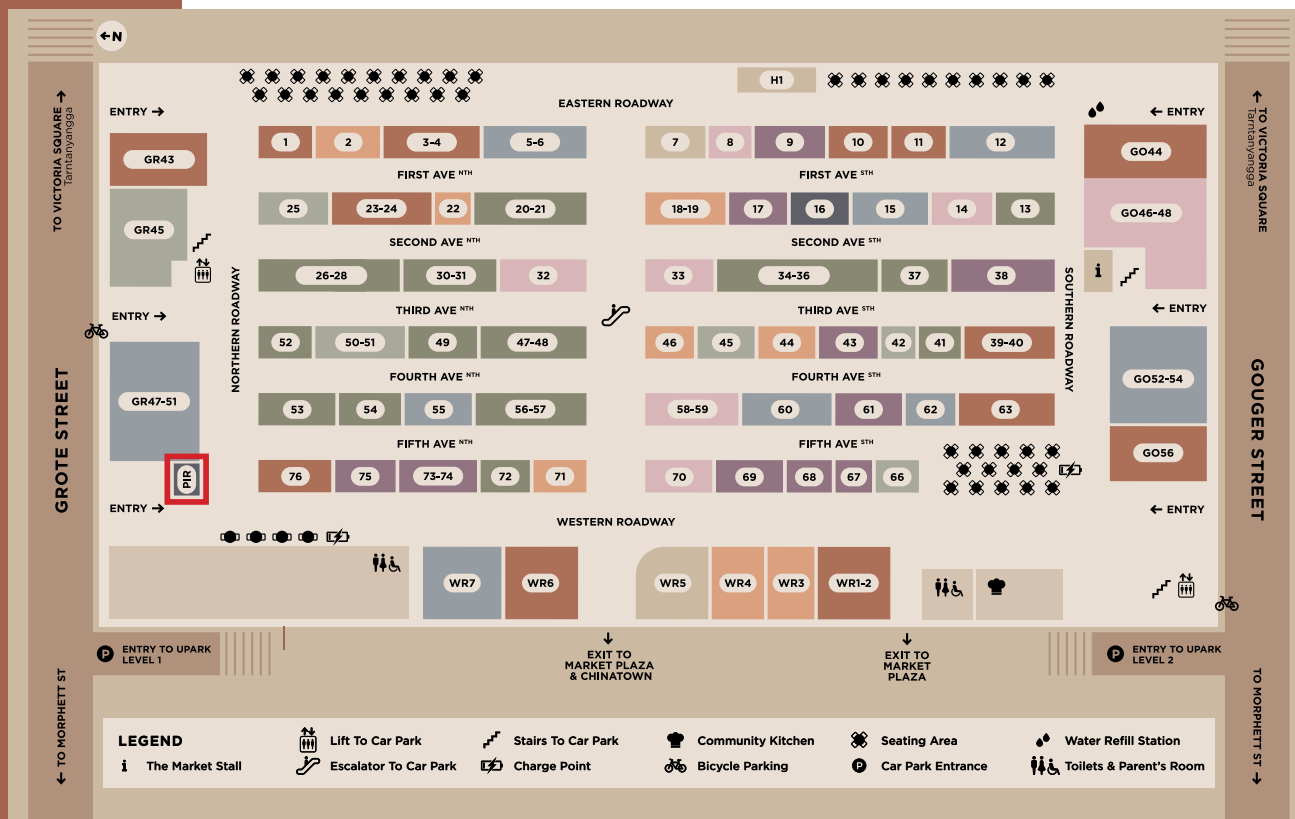 N
H1
EASTERN ROADWAY
ENTRY →
← ENTRY
TO VICTORIA SQUARE →
Tarntanyangga
← TO VICTORIA SQUARE
Tarntanyangga
GR43
1 2 3-4 5-6 7 8 9 10 11 12
GO44
FIRST AVE NTH
FIRST AVE STH
GR45
25 23-24 22 20-21 18-19 17 16 15 14 13
GO46-48
SECOND AVE NTH
SECOND AVE STH
26-28 30-31 32 33 34-36 37 38
i
NORTHERN ROADWAY
SOUTHERN ROADWAY
THIRD AVE NTH
THIRD AVE STH
ENTRY →
← ENTRY
52 50-51 49 47-48 46 45 44 43 42 41 39-40
FOURTH AVE NTH
FOURTH AVE STH
GROTE STREET
GOUGER STREET
GR47-51
GO52-54
53 54 55 56-57 58-59 60 61 62 63
FIFTH AVE NTH
FIFTH AVE STH
GO56
PIR
76 75 73-74 72 71 70 69 68 67 66
ENTRY →
← ENTRY
WESTERN ROADWAY
WR7 WR6 WR5 WR4 WR3 WR1-2
P ENTRY TO UPARK
LEVEL 1
EXIT TO
MARKET PLAZA
& CHINATOWN
EXIT TO
MARKET
PLAZA
P ENTRY TO UPARK
LEVEL 2
← TO MORPHETT ST
TO MORPHETT ST →
LEGEND
i The Market Stall
Lift To Car Park
Escalator To Car Park
Stairs To Car Park
Charge Point
Community Kitchen
Bicycle Parking
Seating Area
P Car Park Entrance
Water Refill Station
Toilets & Parent's Room